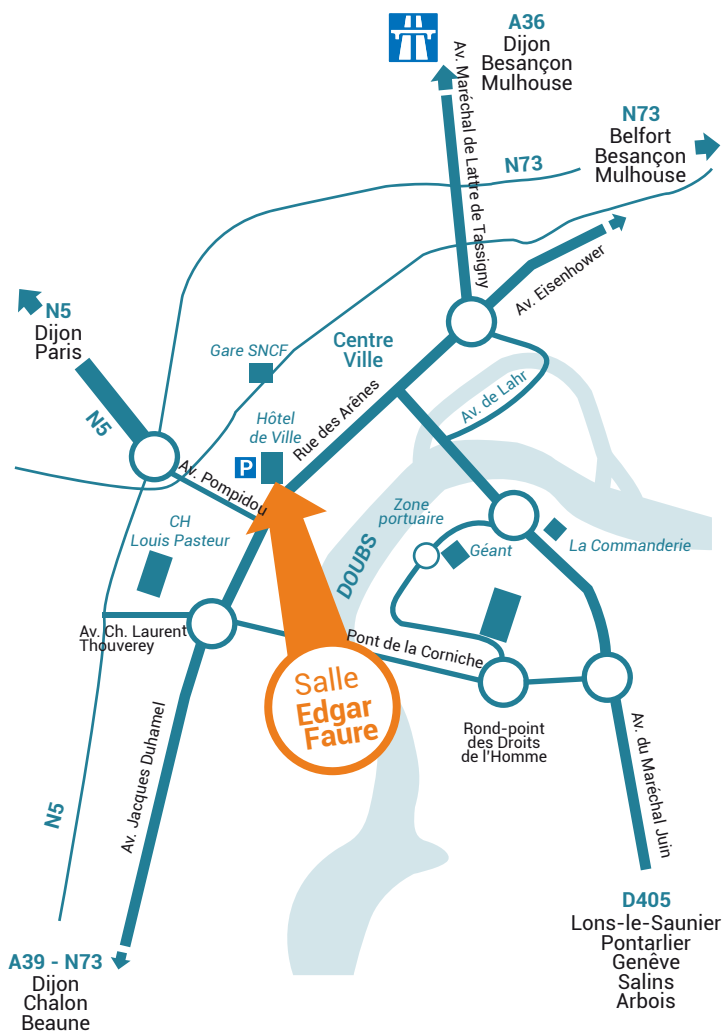 A36
Dijon
Besançon
Mulhouse
Av. Maréchal de Lattre de Tassigny
N73
Belfort
Besançon
Mulhouse
N73
Av. Eisenhower
N5
Dijon
Paris
N5
Gare SNCF
Centre
Ville
Rue des Arênes
Av. de Lahr
Hôtel
de Ville
P
Av. Pompidou
CH
Louis Pasteur
Zone
portuaire
Géant
La Commanderie
DOUBS
Av. Ch. Laurent
Thouverey
Pont de la Corniche
Salle
Edgar
Faure
Rond-point
des Droits
de l'Homme
Av. Jacques Duhamel
Av. du Maréchal Juin
N5
A39 - N73
Dijon
Chalon
Beaune
D405
Lons-le-Saunier
Pontarlier
Genêve
Salins
Arbois